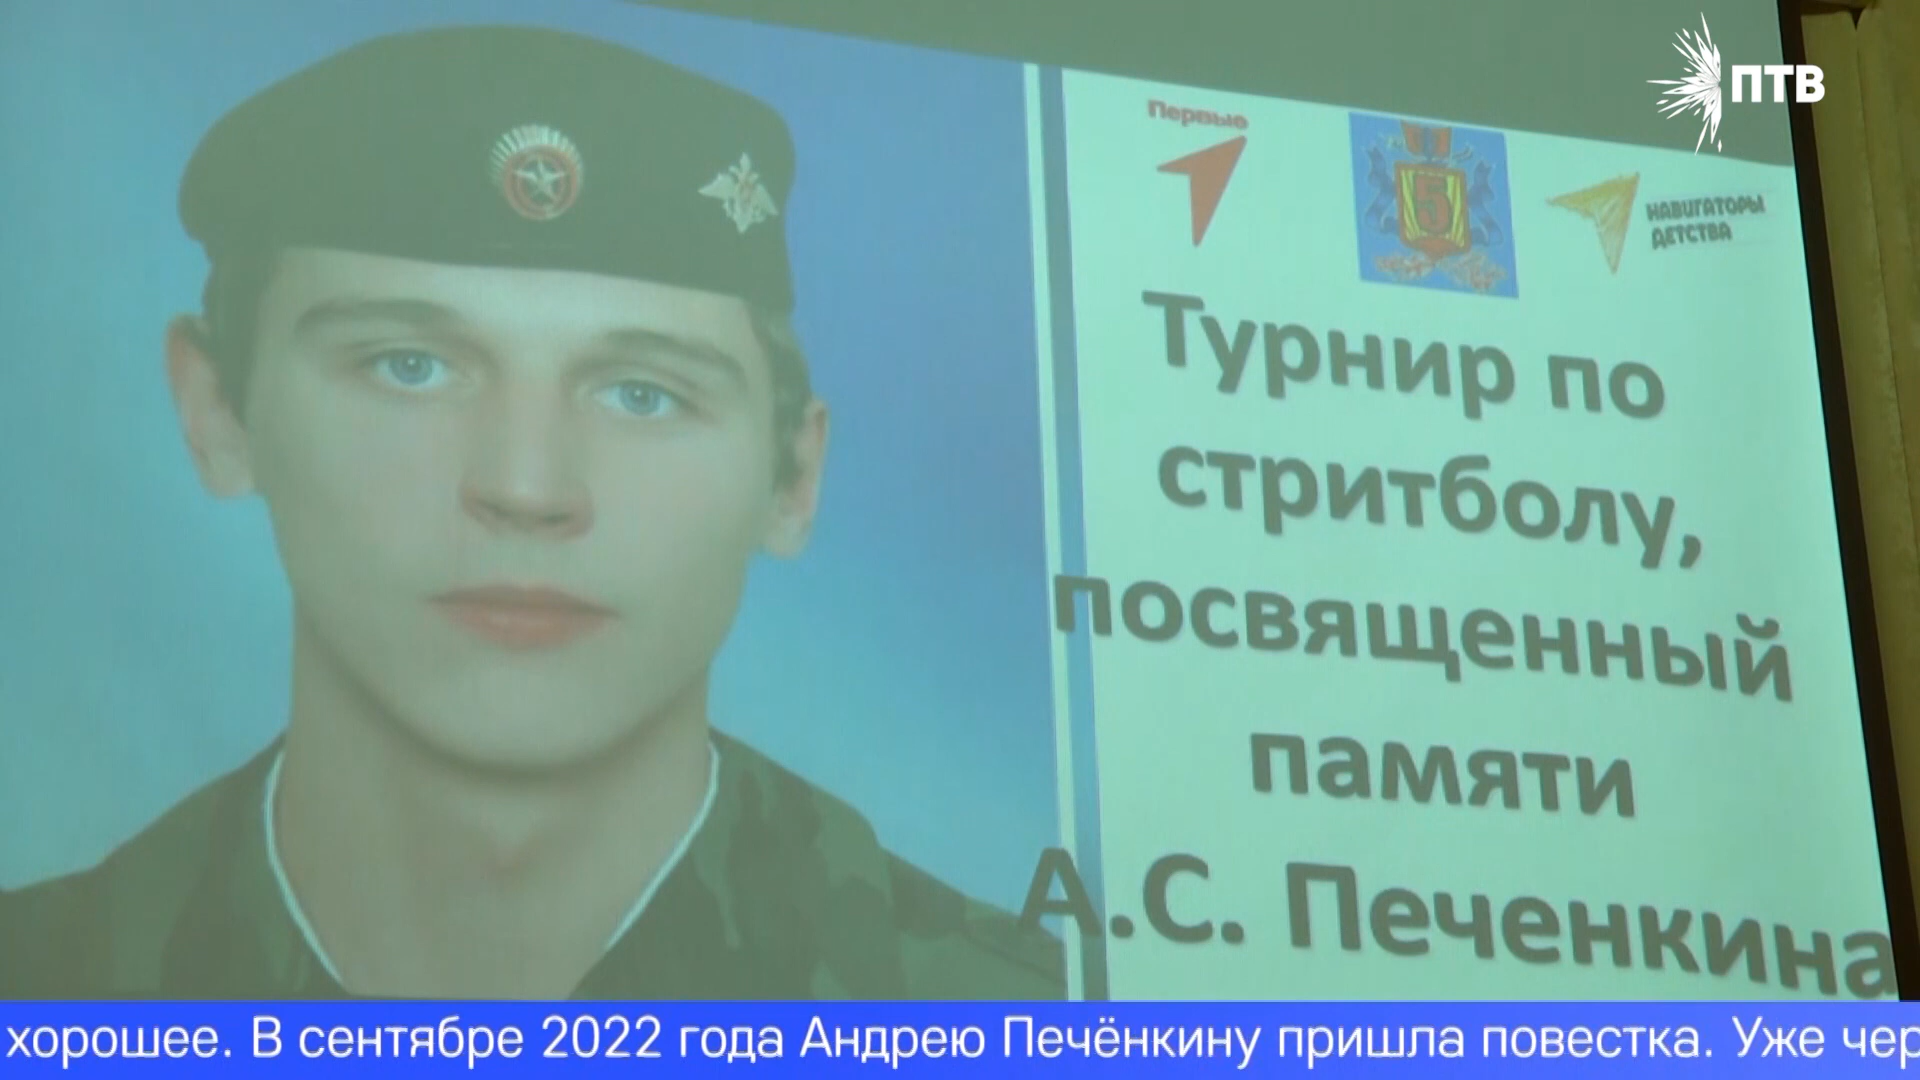 ПТВ
Первые
5
НАВИГАТОРЫ
ДЕТСТВА
Турнир по
стритболу,
посвященный
памяти
А.С. Печенкина
хорошее. В сентябре 2022 года Андрею Печёнкину пришла повестка. Уже чер